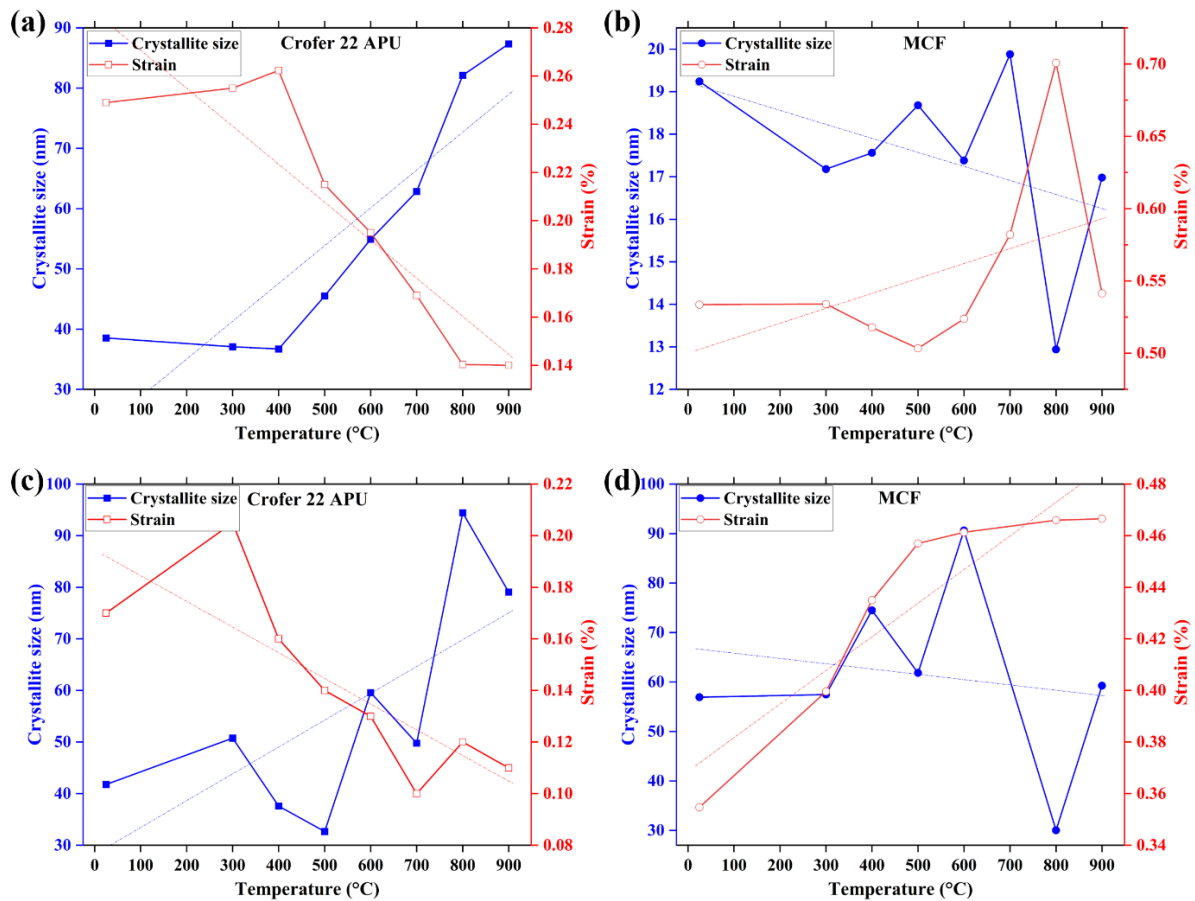 (a)
Crofer 22 APU
Crystallite size
Strain
90
80
70
60
50
40
30
Crystallite size (nm)
0.28
0.26
0.24
0.22
0.20
0.18
0.16
0.14
Strain (%)
0 100 200 300 400 500 600 700 800 900
Temperature (°C)
(b)
MCF
Crystallite size
Strain
20
19
18
17
16
15
14
13
12
Crystallite size (nm)
0.70
0.65
0.60
0.55
0.50
Strain (%)
0 100 200 300 400 500 600 700 800 900
Temperature (°C)
(c)
Crofer 22 APU
Crystallite size
Strain
100
90
80
70
60
50
40
30
Crystallite size (nm)
0.22
0.20
0.18
0.16
0.14
0.12
0.10
0.08
Strain (%)
0 100 200 300 400 500 600 700 800 900
Temperature (°C)
(d)
MCF
Crystallite size
Strain
100
90
80
70
60
50
40
30
Crystallite size (nm)
0.48
0.46
0.44
0.42
0.40
0.38
0.36
0.34
Strain (%)
0 100 200 300 400 500 600 700 800 900
Temperature (°C)